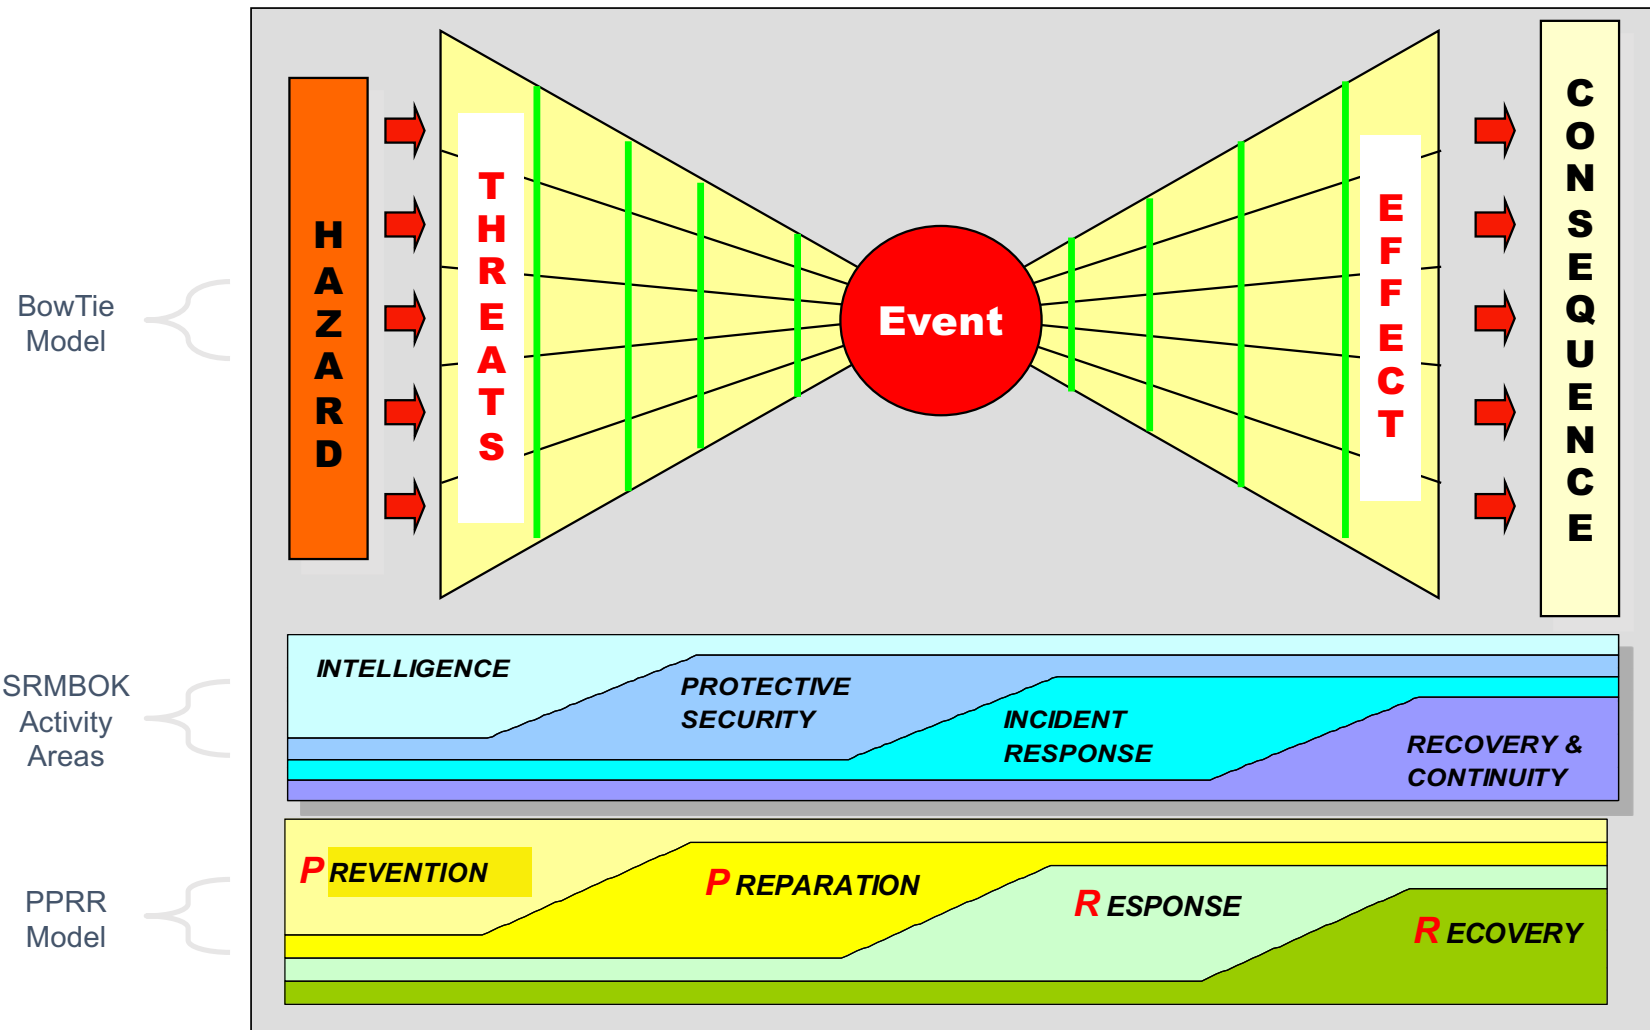 BowTie
Model
HAZARD
THREATS
Event
EFFECT
CONSEQUENCE
SRMBOK
Activity
Areas
INTELLIGENCE
PROTECTIVE
SECURITY
INCIDENT
RESPONSE
RECOVERY &
CONTINUITY
PPRR
Model
PREVENTION
PREPARATION
RESPONSE
RECOVERY